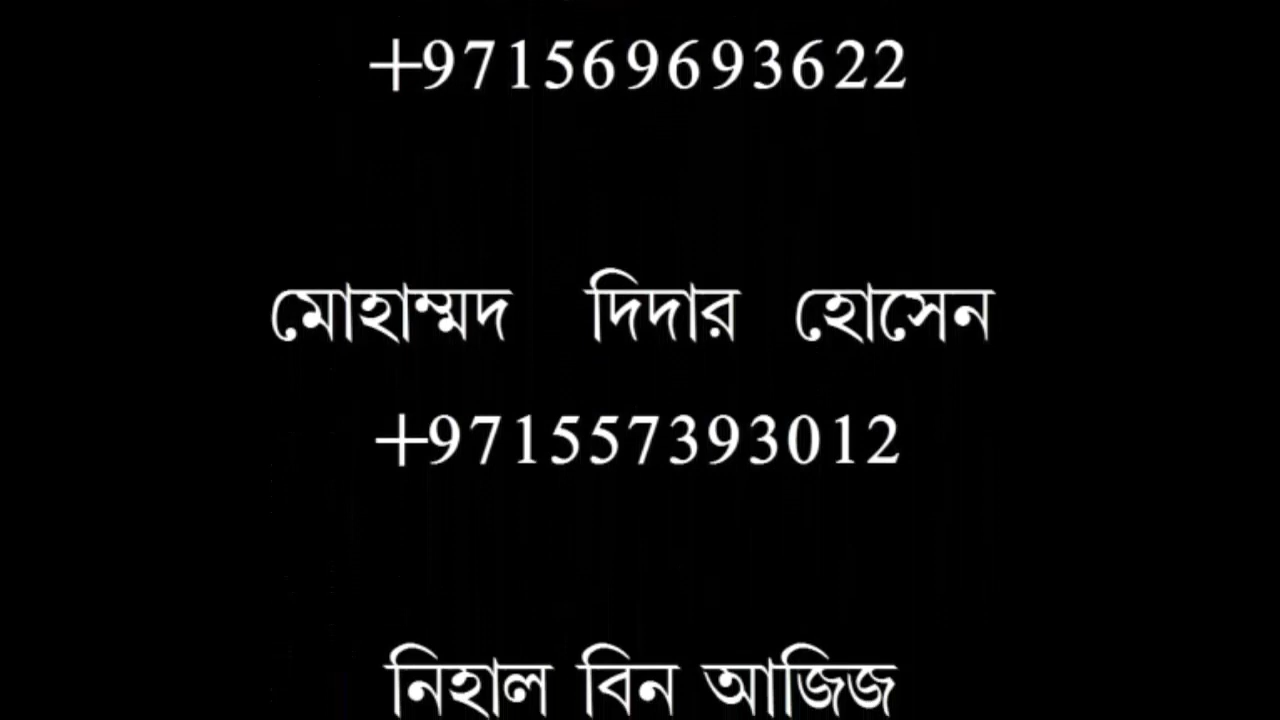 +971569693622
মোহাম্মদ দিদার হোসেন
+971557393012
নিহাল বিন আজিজ